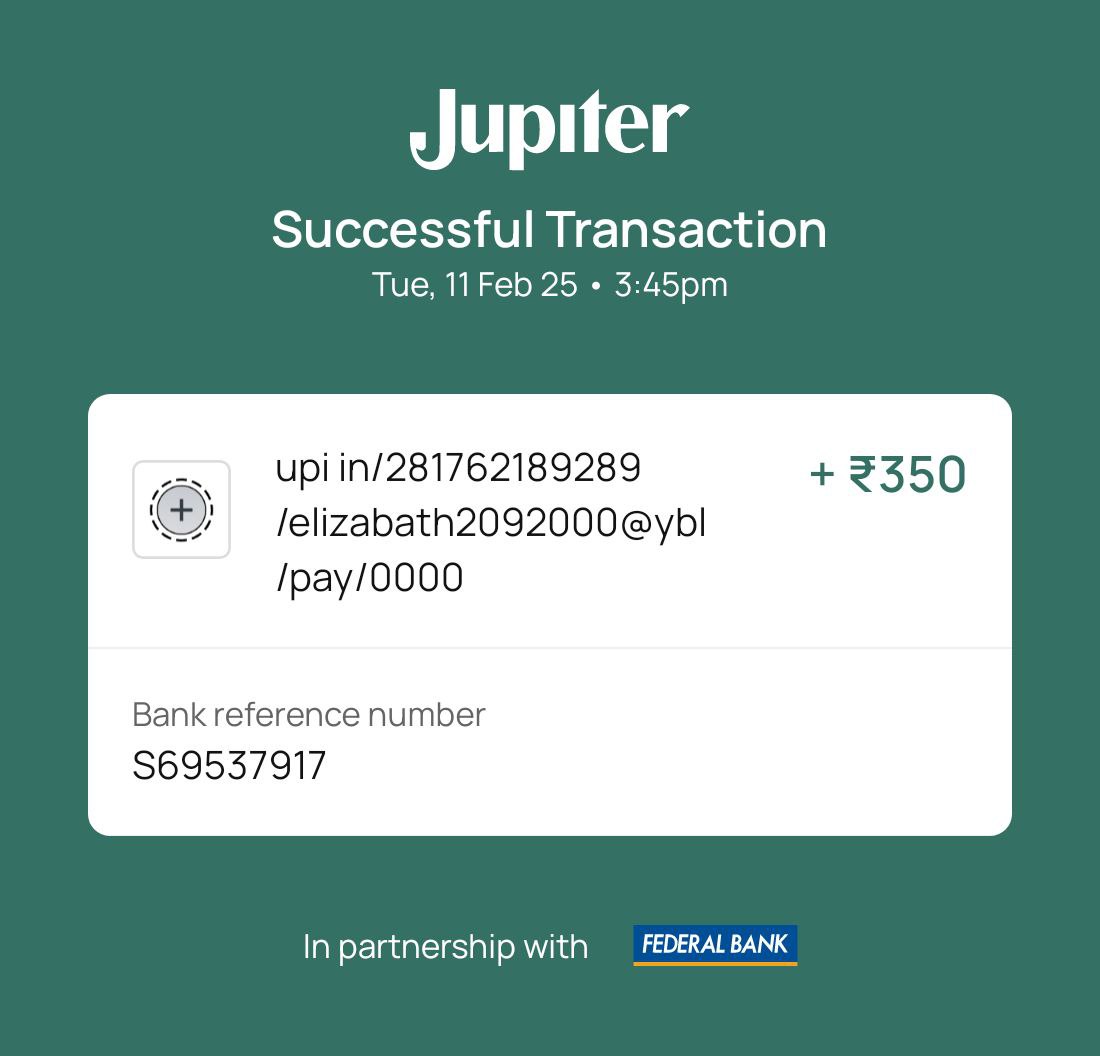 Jupiter
Successful Transaction
Tue, 11 Feb 25 • 3:45pm
upi in/281762189289
+ ₹350
/elizabath2092000@ybl
/pay/0000
Bank reference number
S69537917
In partnership with FEDERAL BANK